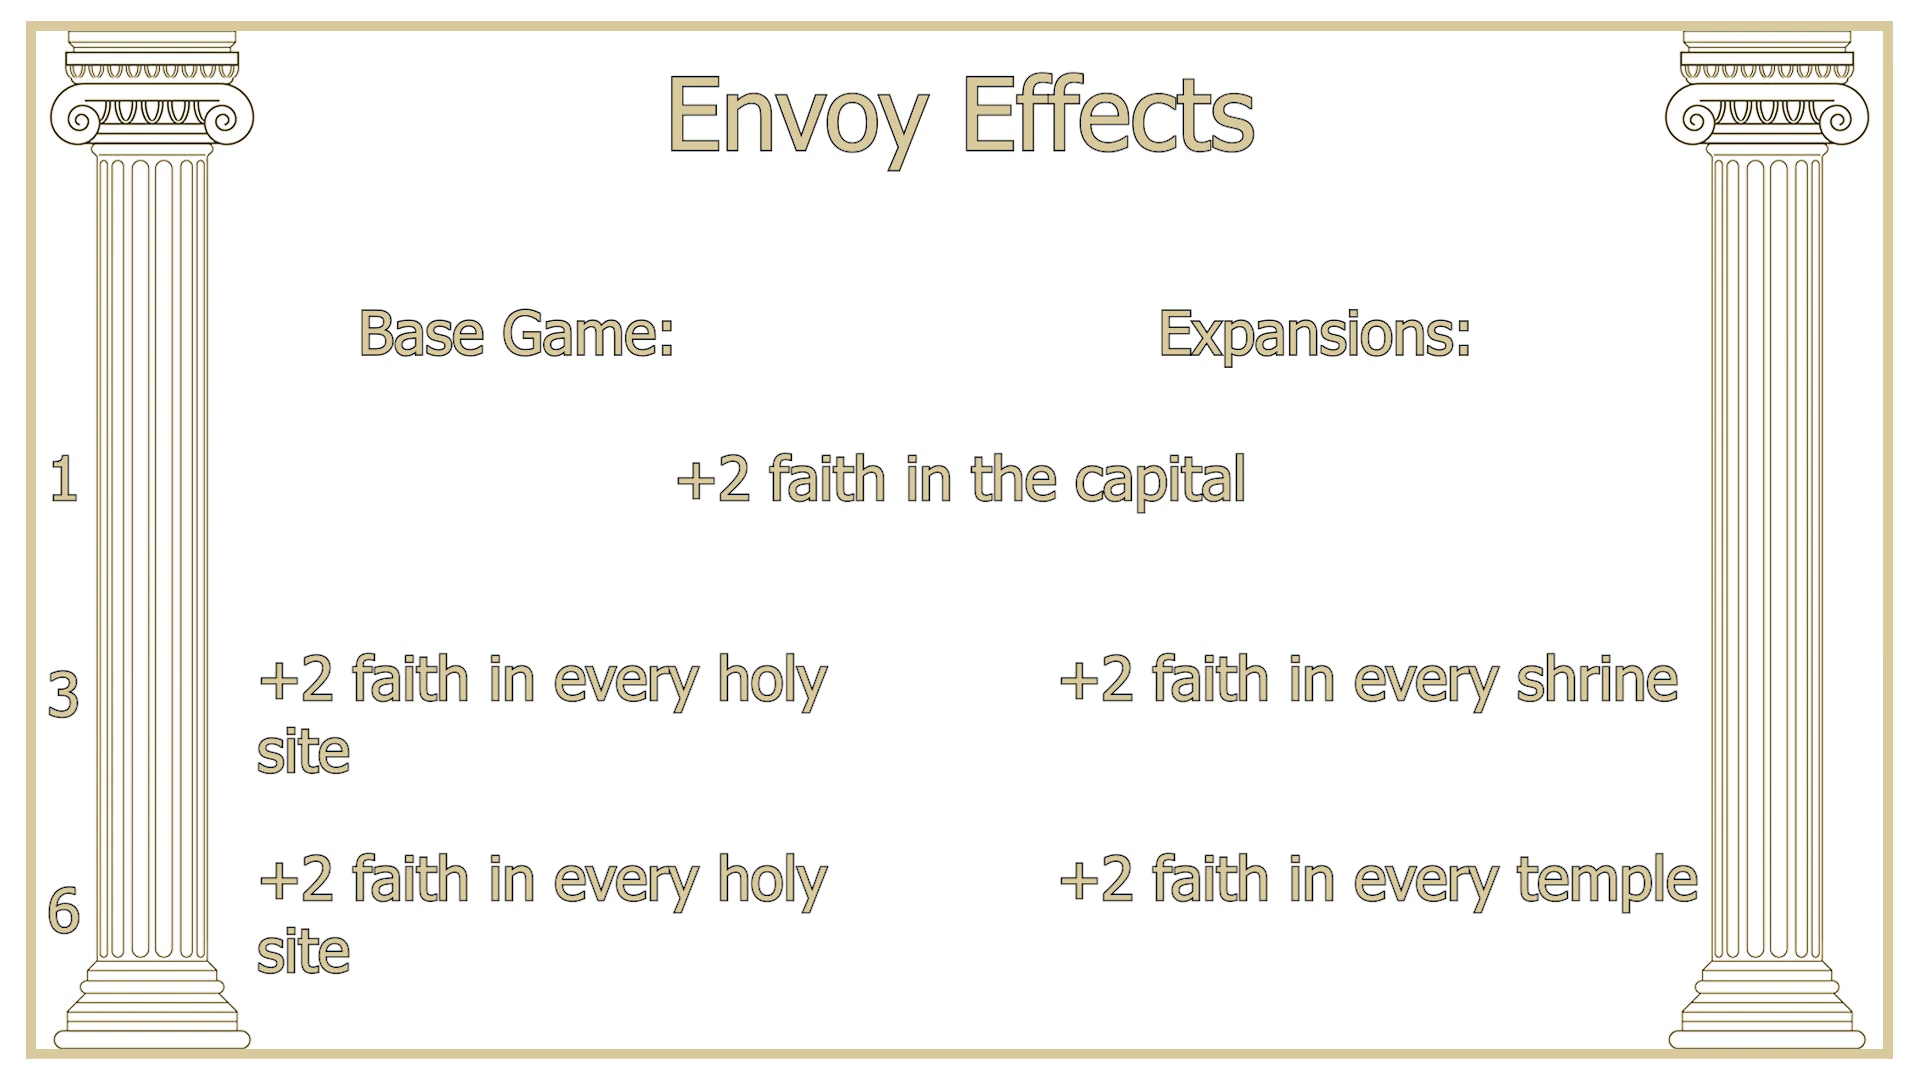 Envoy Effects
Base Game:
Expansions:
1
+2 faith in the capital
3
+2 faith in every holy
site
+2 faith in every shrine
6
+2 faith in every holy
site
+2 faith in every temple